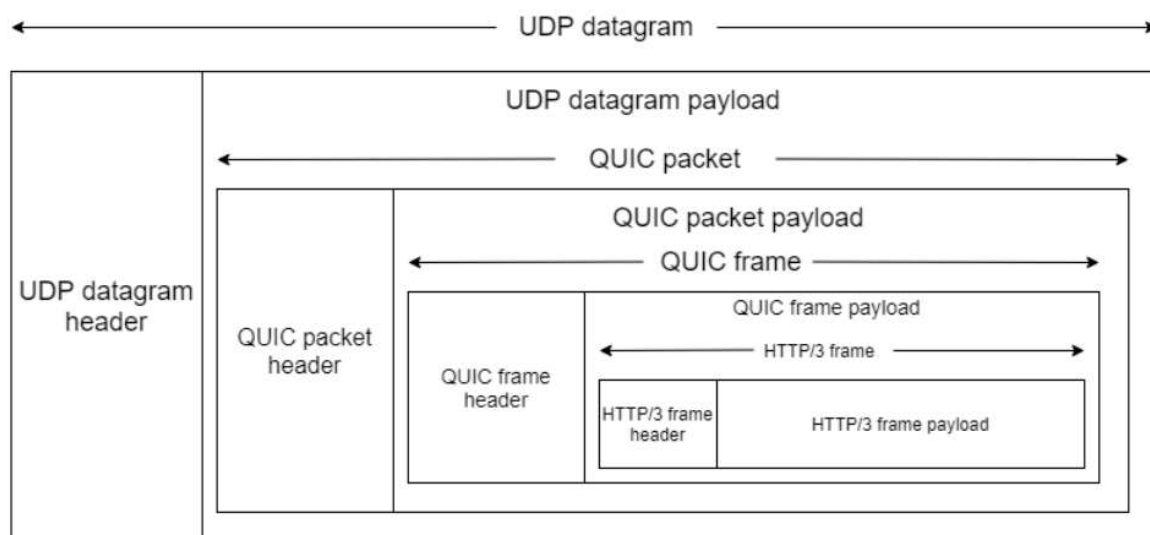 UDP datagram
UDP datagram payload
QUIC packet
QUIC packet payload
QUIC frame
UDP datagram
header
QUIC packet
header
QUIC frame payload
HTTP/3 frame
QUIC frame
header
HTTP/3 frame
header
HTTP/3 frame payload